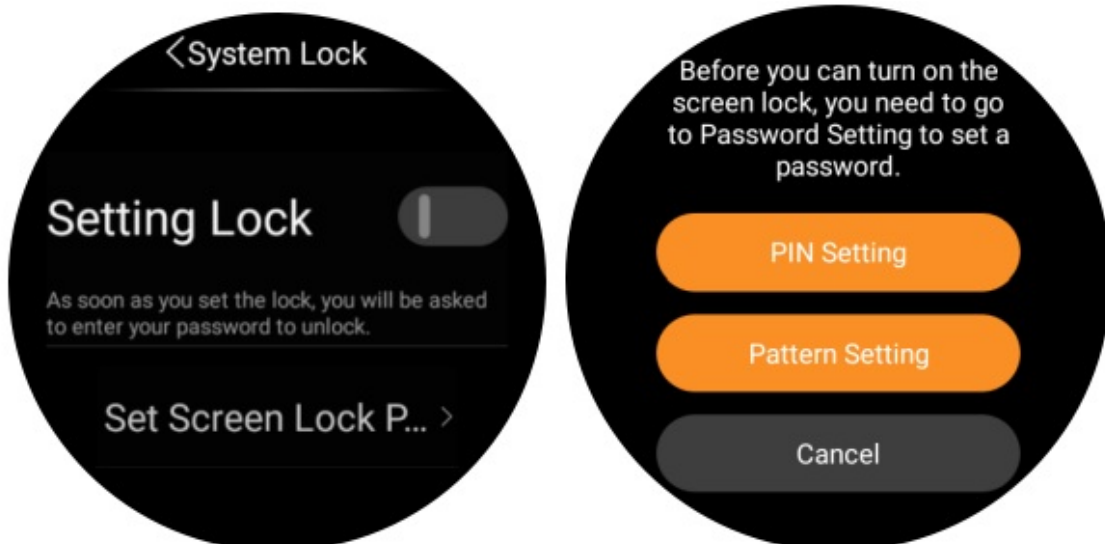 <System Lock
Setting Lock
As soon as you set the lock, you will be asked
to enter your password to unlock.
Set Screen Lock P... >
Before you can turn on the
screen lock, you need to go
to Password Setting to set a
password.
PIN Setting
Pattern Setting
Cancel